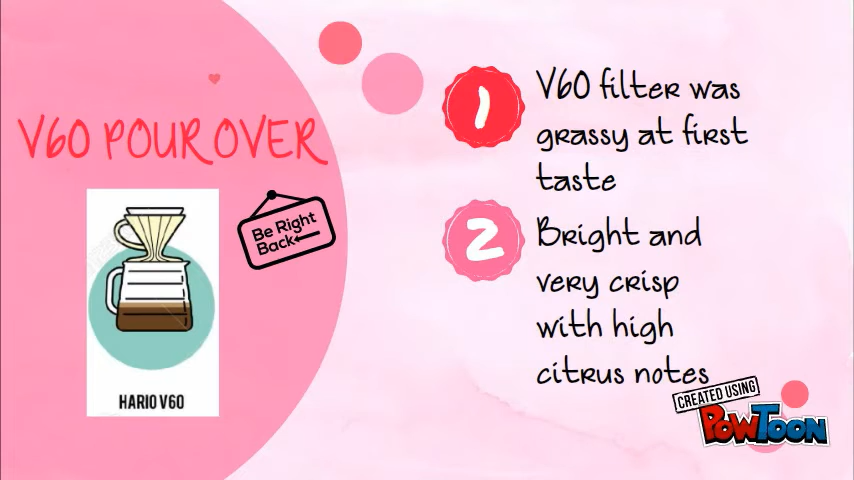 V60 POUR OVER
Be Right
Back
HARIO V60
1
V60 filter was
grassy at first
taste
2
Bright and
very crisp
with high
citrus notes
CREATED USING
POWTOON